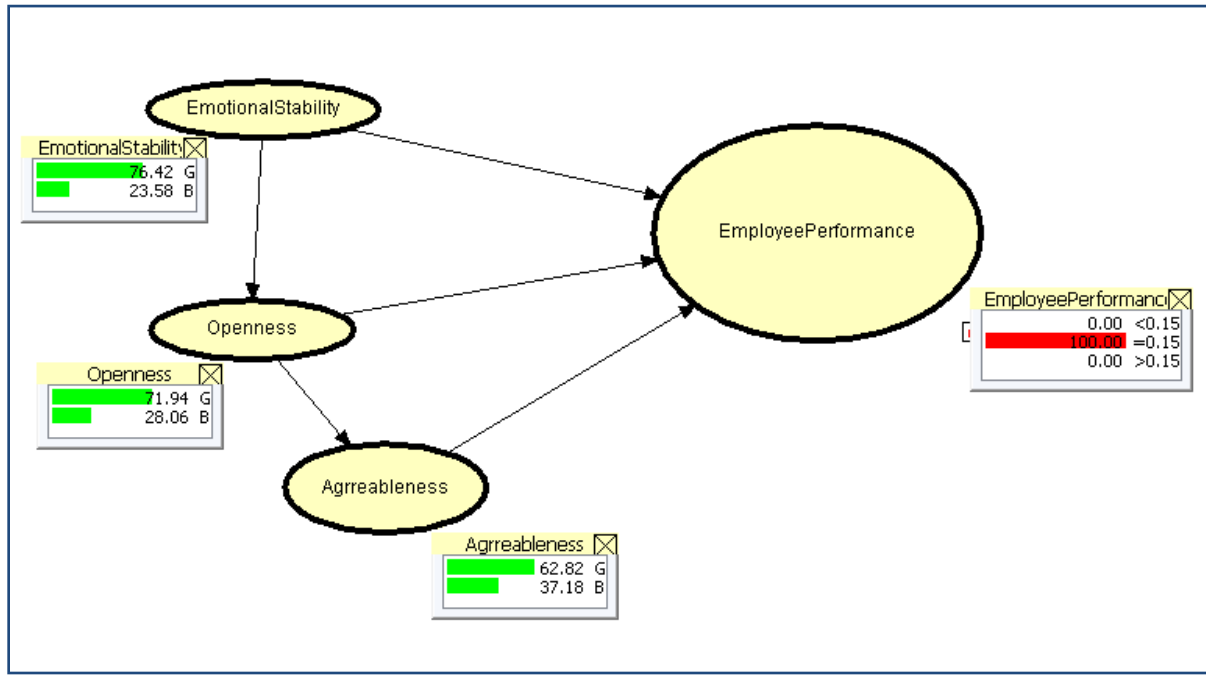 EmotionalStability
EmotionalStability
76.42 G
23.58 B
EmployeePerformance
EmployeePerformance
0.00 <0.15
100.00 =0.15
0.00 >0.15
Openness
Openness
71.94 G
28.06 B
Agrreableness
Agrreableness
62.82 G
37.18 B